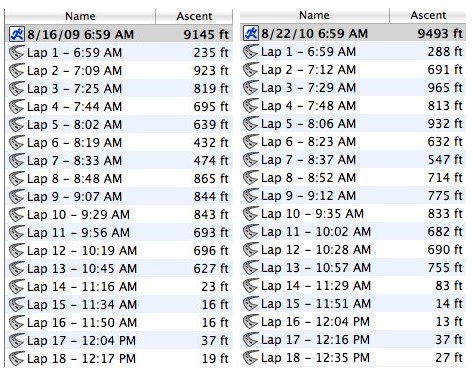 Name Ascent
8/16/09 6:59 AM 9145 ft
Lap 1 – 6:59 AM 235 ft
Lap 2 – 7:09 AM 923 ft
Lap 3 – 7:25 AM 819 ft
Lap 4 – 7:44 AM 695 ft
Lap 5 – 8:02 AM 639 ft
Lap 6 – 8:19 AM 432 ft
Lap 7 – 8:33 AM 474 ft
Lap 8 – 8:48 AM 865 ft
Lap 9 – 9:07 AM 844 ft
Lap 10 – 9:29 AM 843 ft
Lap 11 – 9:56 AM 693 ft
Lap 12 – 10:19 AM 696 ft
Lap 13 – 10:45 AM 627 ft
Lap 14 – 11:16 AM 23 ft
Lap 15 – 11:34 AM 16 ft
Lap 16 – 11:50 AM 16 ft
Lap 17 – 12:04 PM 37 ft
Lap 18 – 12:17 PM 19 ft
Name Ascent
8/22/10 6:59 AM 9493 ft
Lap 1 – 6:59 AM 288 ft
Lap 2 – 7:12 AM 691 ft
Lap 3 – 7:29 AM 965 ft
Lap 4 – 7:48 AM 813 ft
Lap 5 – 8:06 AM 932 ft
Lap 6 – 8:23 AM 632 ft
Lap 7 – 8:37 AM 547 ft
Lap 8 – 8:52 AM 714 ft
Lap 9 – 9:12 AM 775 ft
Lap 10 – 9:35 AM 833 ft
Lap 11 – 10:02 AM 682 ft
Lap 12 – 10:28 AM 690 ft
Lap 13 – 10:57 AM 755 ft
Lap 14 – 11:29 AM 83 ft
Lap 15 – 11:51 AM 14 ft
Lap 16 – 12:04 PM 13 ft
Lap 17 – 12:16 PM 37 ft
Lap 18 – 12:35 PM 27 ft